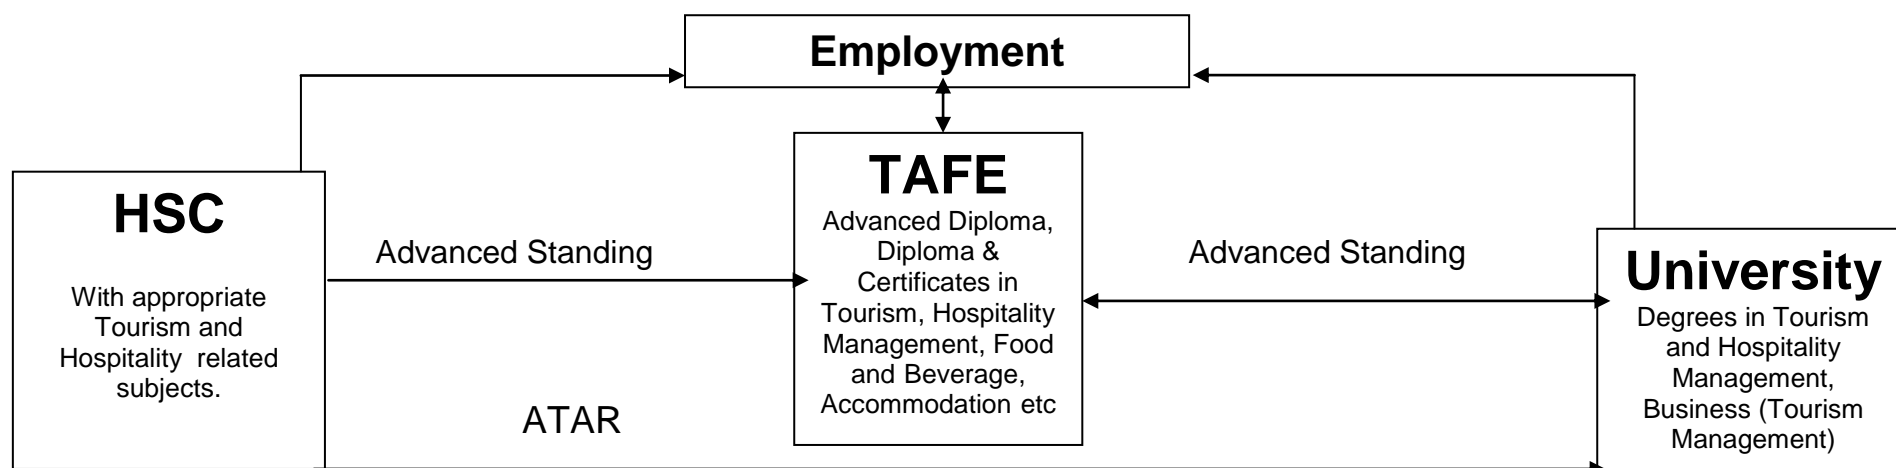 Employment
HSC
With appropriate
Tourism and
Hospitality related
subjects.
Advanced Standing
ATAR
TAFE
Advanced Diploma,
Diploma &
Certificates in
Tourism, Hospitality
Management, Food
and Beverage,
Accommodation etc
Advanced Standing
University
Degrees in Tourism
and Hospitality
Management,
Business (Tourism
Management)